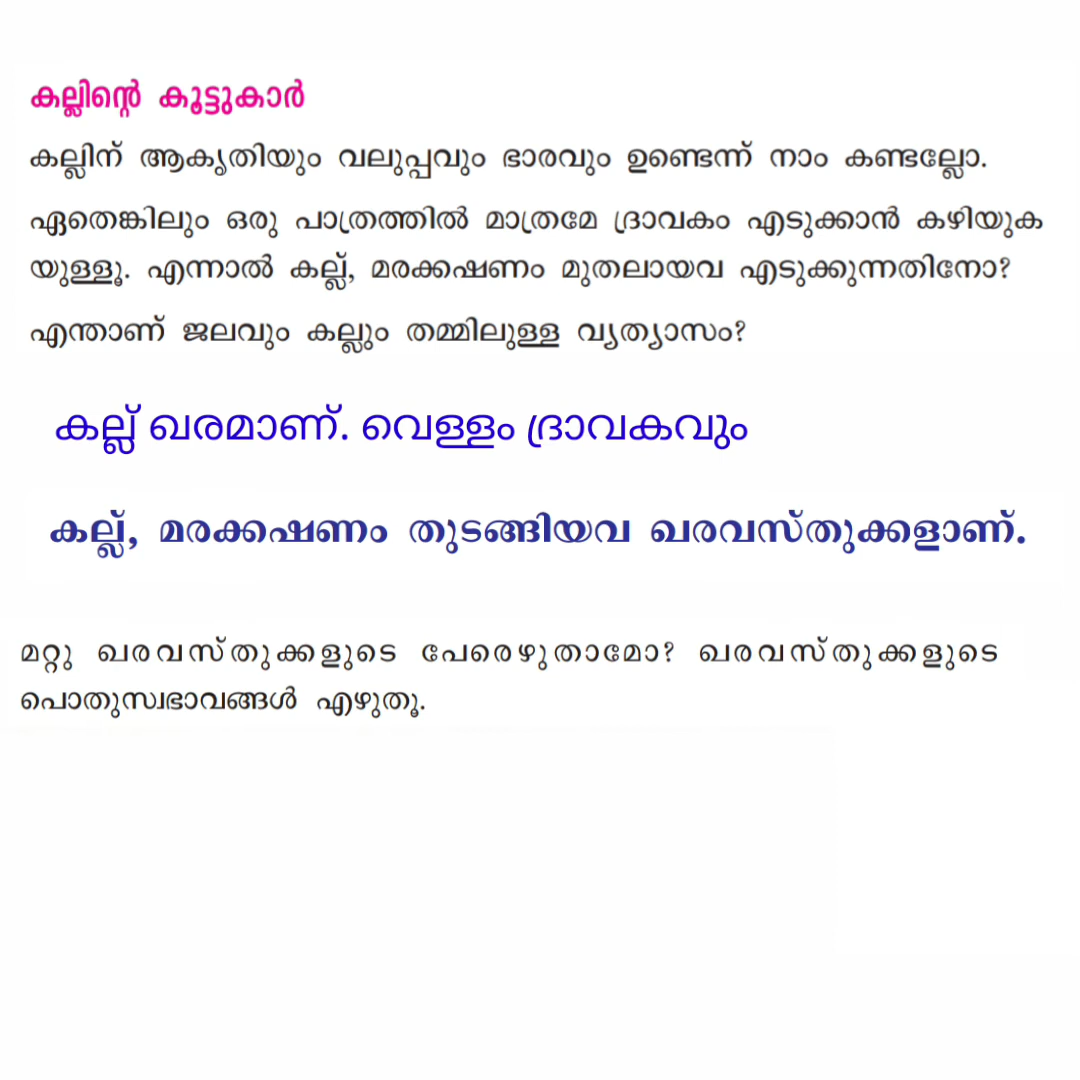 കല്ലിന്റെ കൂട്ടുകാർ
കല്ലിന് ആകൃതിയും വലുപ്പവും ഭാരവും ഉണ്ടെന്ന് നാം കണ്ടല്ലോ.
ഏതെങ്കിലും ഒരു പാത്രത്തിൽ മാത്രമേ ദ്രാവകം എടുക്കാൻ കഴിയുക
യുള്ളൂ. എന്നാൽ കല്ല്, മരക്കഷണം മുതലായവ എടുക്കുന്നതിനോ?
എന്താണ് ജലവും കല്ലും തമ്മിലുള്ള വ്യത്യാസം?
കല്ല് ഖരമാണ്. വെള്ളം ദ്രാവകവും
കല്ല്, മരക്കഷണം തുടങ്ങിയവ ഖരവസ്തുക്കളാണ്.
മറ്റു ഖരവസ്തുക്കളുടെ പേരെഴുതാമോ? ഖരവസ്തുക്കളുടെ
പൊതുസ്വഭാവങ്ങൾ എഴുതൂ.